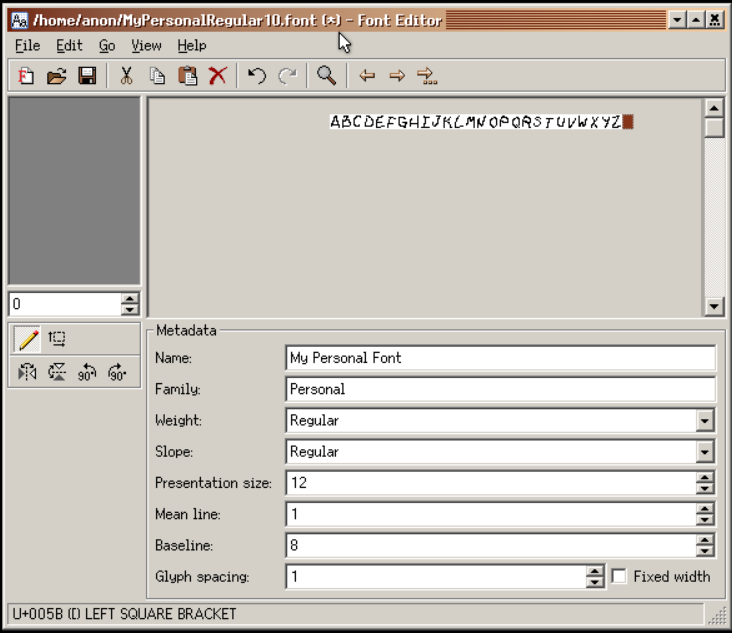 /home/anon/MyPersonalRegular10.font (*) - Font Editor
File Edit Go View Help
ABCDEFGHIJKLMNOPQRSTUVWXYZ
0
Metadata
Name: My Personal Font
Family: Personal
Weight: Regular
Slope: Regular
Presentation size: 12
Mean line: 1
Baseline: 8
Glyph spacing: 1 Fixed width
90° 90°
U+005B ([) LEFT SQUARE BRACKET